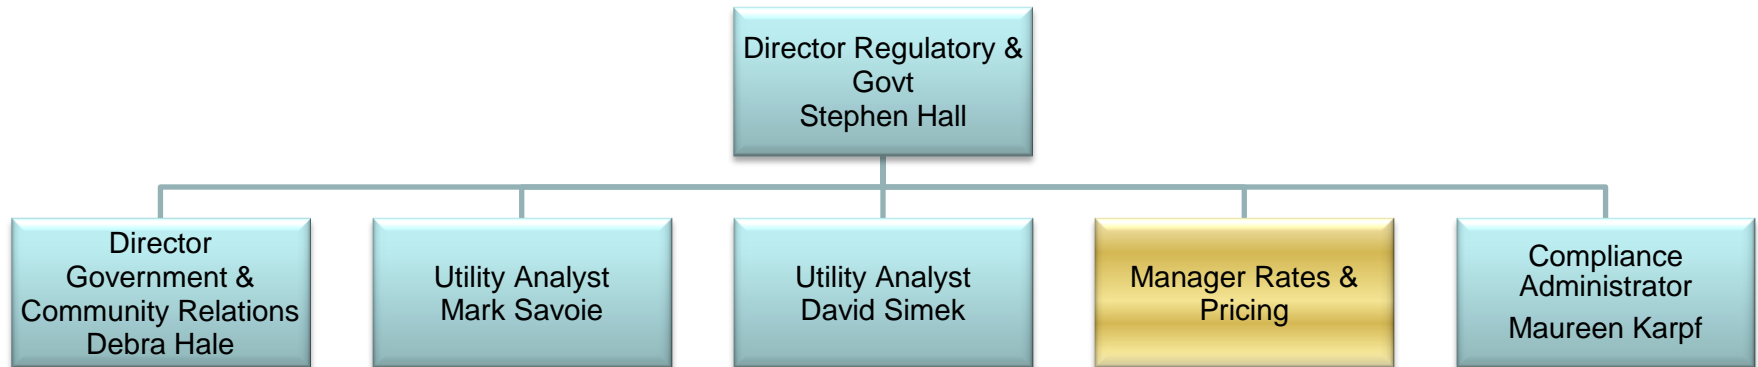 Director Regulatory &
Govt
Stephen Hall
Director
Government &
Community Relations
Debra Hale
Utility Analyst
Mark Savoie
Utility Analyst
David Simek
Manager Rates &
Pricing
Compliance
Administrator
Maureen Karpf